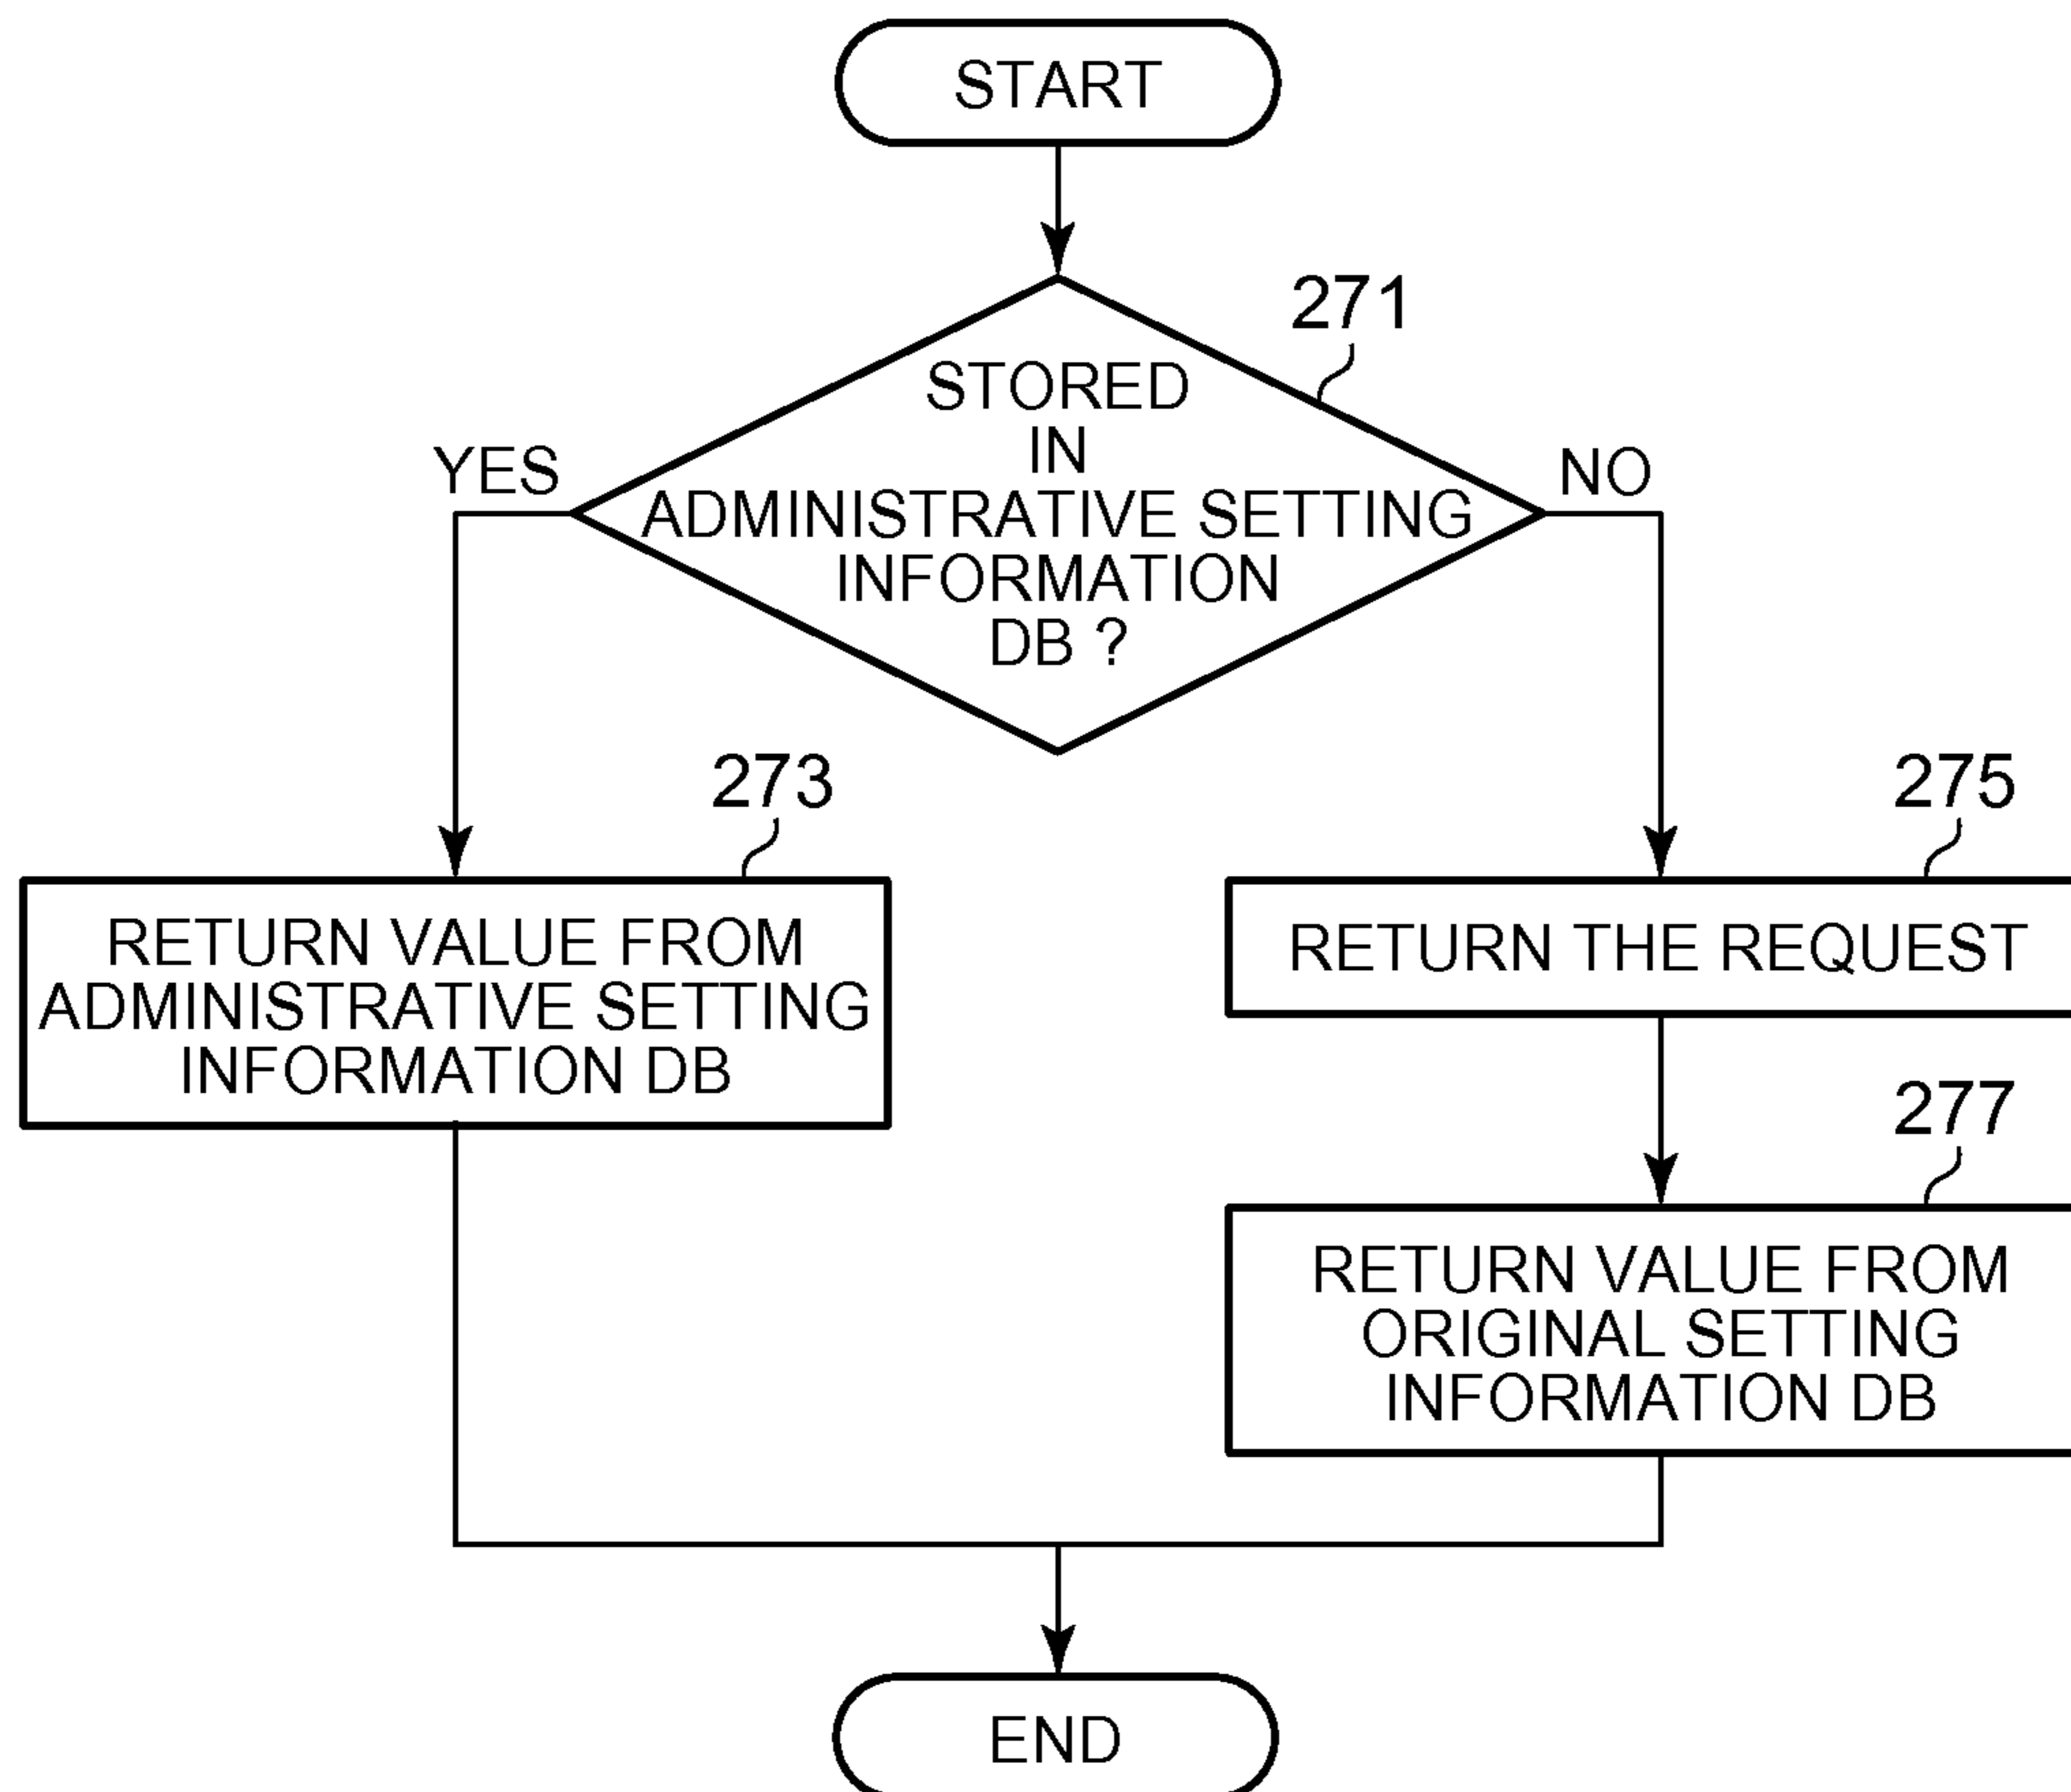 START
271
STORED
IN
ADMINISTRATIVE SETTING
INFORMATION
DB ?
YES
NO
273
RETURN VALUE FROM
ADMINISTRATIVE SETTING
INFORMATION DB
275
RETURN THE REQUEST
277
RETURN VALUE FROM
ORIGINAL SETTING
INFORMATION DB
END